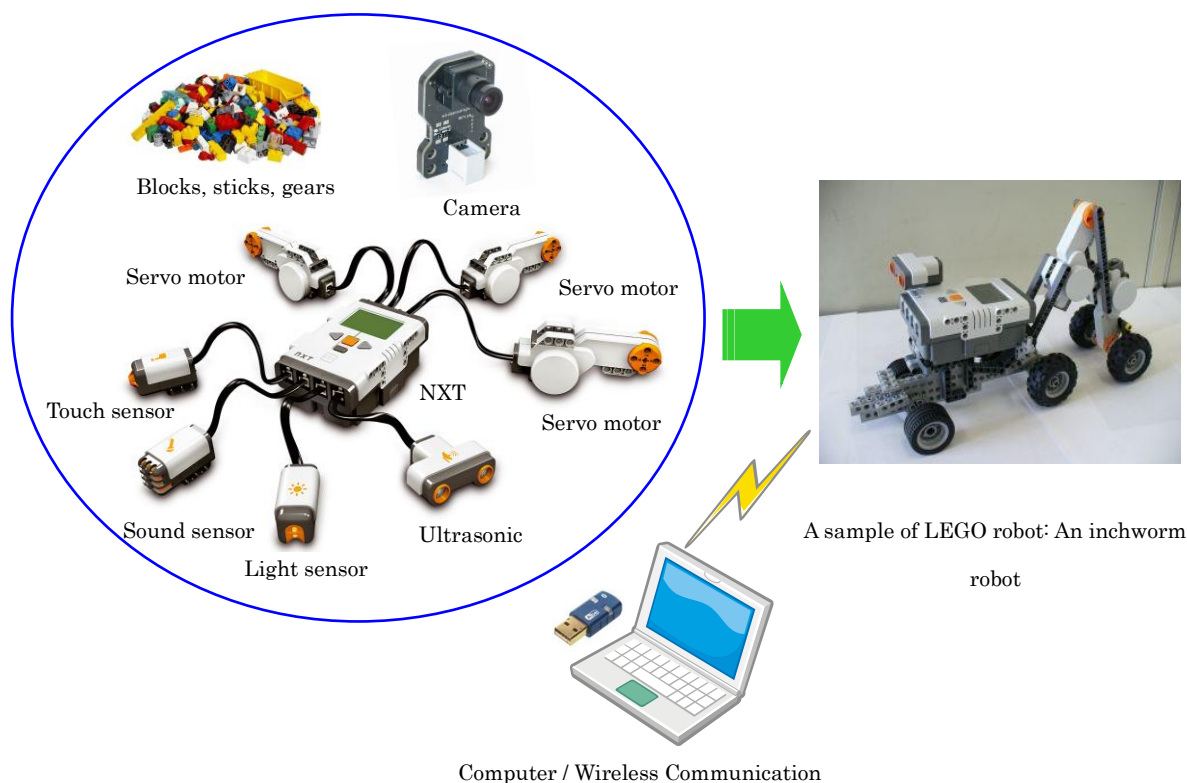 Blocks, sticks, gears
Camera
Servo motor
Servo motor
NXT
Touch sensor
NXT
Servo motor
Sound sensor
Ultrasonic
Light sensor
A sample of LEGO robot: An inchworm
robot
Computer / Wireless Communication